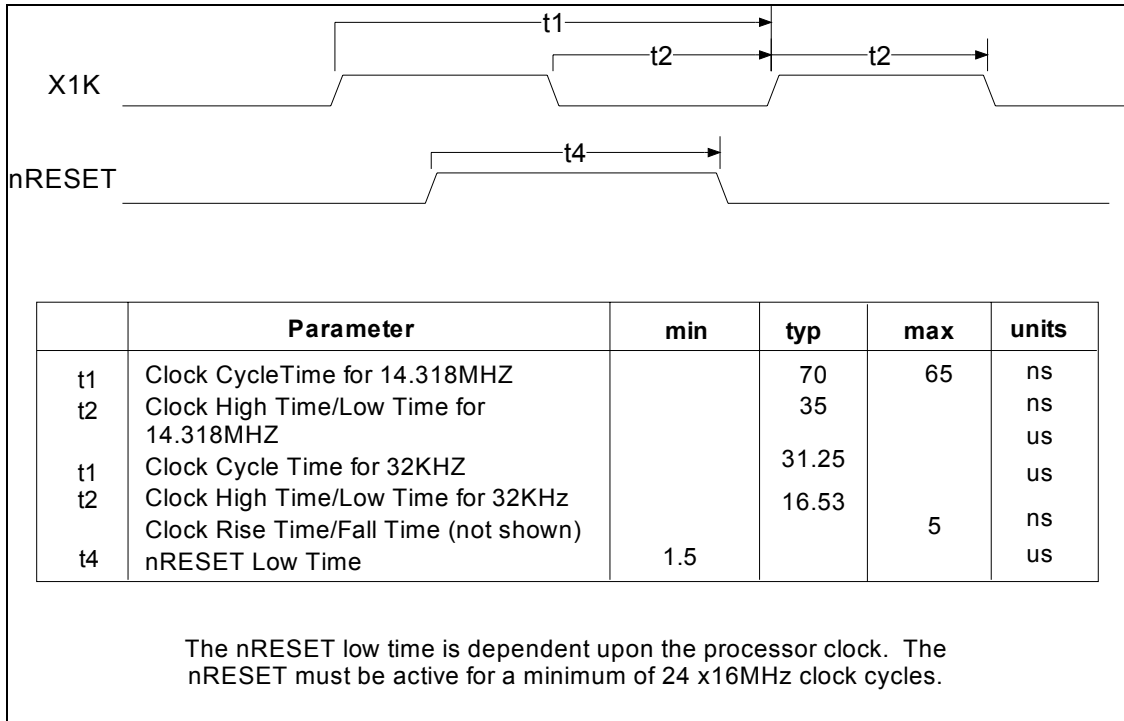 t1
t2 t2
X1K
t4
nRESET
Parameter min typ max units
t1 Clock CycleTime for 14.318MHZ 70 65 ns
t2 Clock High Time/Low Time for 35 ns
14.318MHZ us
t1 Clock Cycle Time for 32KHZ 31.25 us
t2 Clock High Time/Low Time for 32KHz 16.53
Clock Rise Time/Fall Time (not shown) 5 ns
t4 nRESET Low Time 1.5 us
The nRESET low time is dependent upon the processor clock. The
nRESET must be active for a minimum of 24 x16MHz clock cycles.